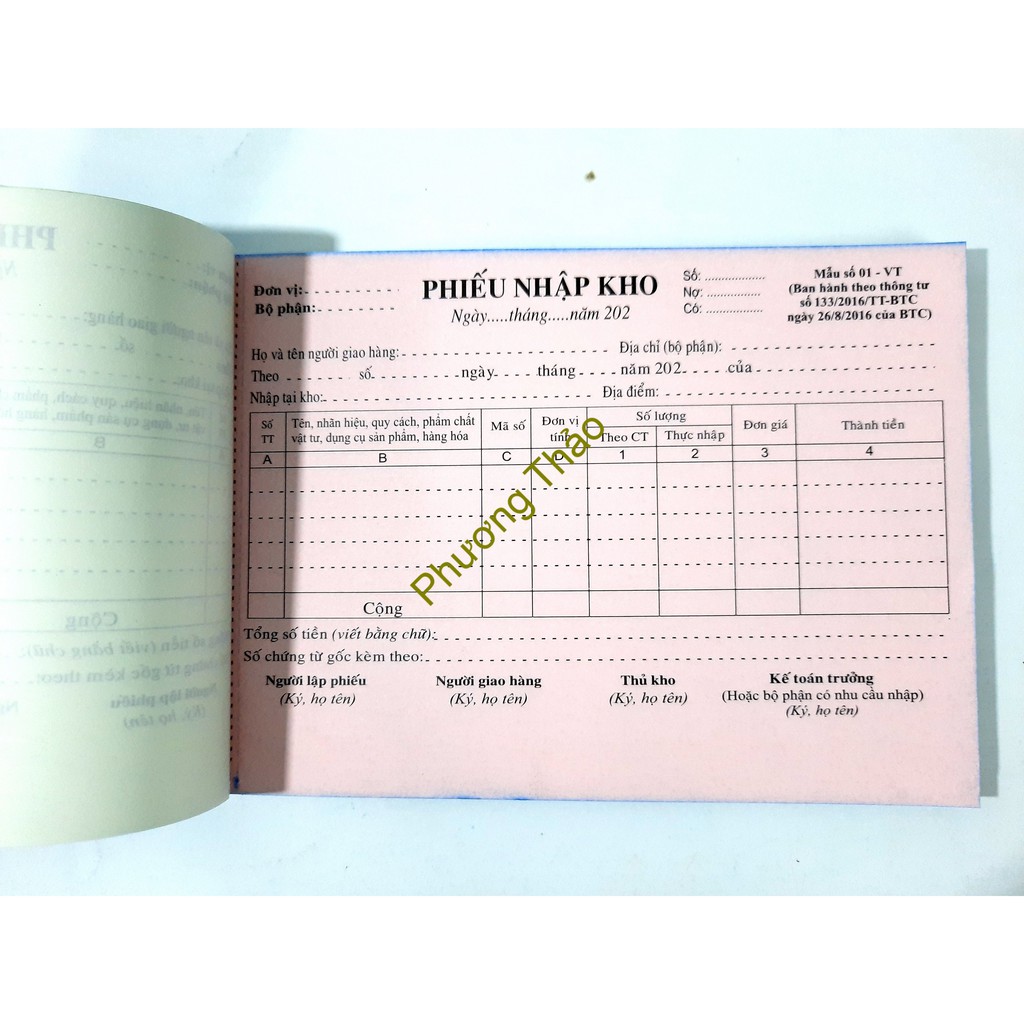 Đơn vị:
Bộ phận:
PHIẾU NHẬP KHO
Ngày.....tháng.....năm 202
Số: ..................
Nợ: ................
Có: .................
Mẫu số 01 - VT
(Ban hành theo thông tư
số 133/2016/TT-BTC
ngày 26/8/2016 của BTC)
Họ và tên người giao hàng: Địa chỉ (bộ phận):
Theo số ngày tháng năm 202 của
Nhập tại kho: Địa điểm:
Số TT
Tên, nhãn hiệu, quy cách, phẩm chất
vật tư, dụng cụ sản phẩm, hàng hóa
Mã số
Đơn vị
tính
Số lượng
Theo CT Thực nhập
Đơn giá
Thành tiền
A B C D 1 2 3 4
Cộng
Tổng số tiền (viết bằng chữ):
Số chứng từ gốc kèm theo:
Người lập phiếu Người giao hàng Thủ kho Kế toán trưởng
(Ký, họ tên) (Ký, họ tên) (Ký, họ tên) (Hoặc bộ phận có nhu cầu nhập)
(Ký, họ tên)
Phương Thảo